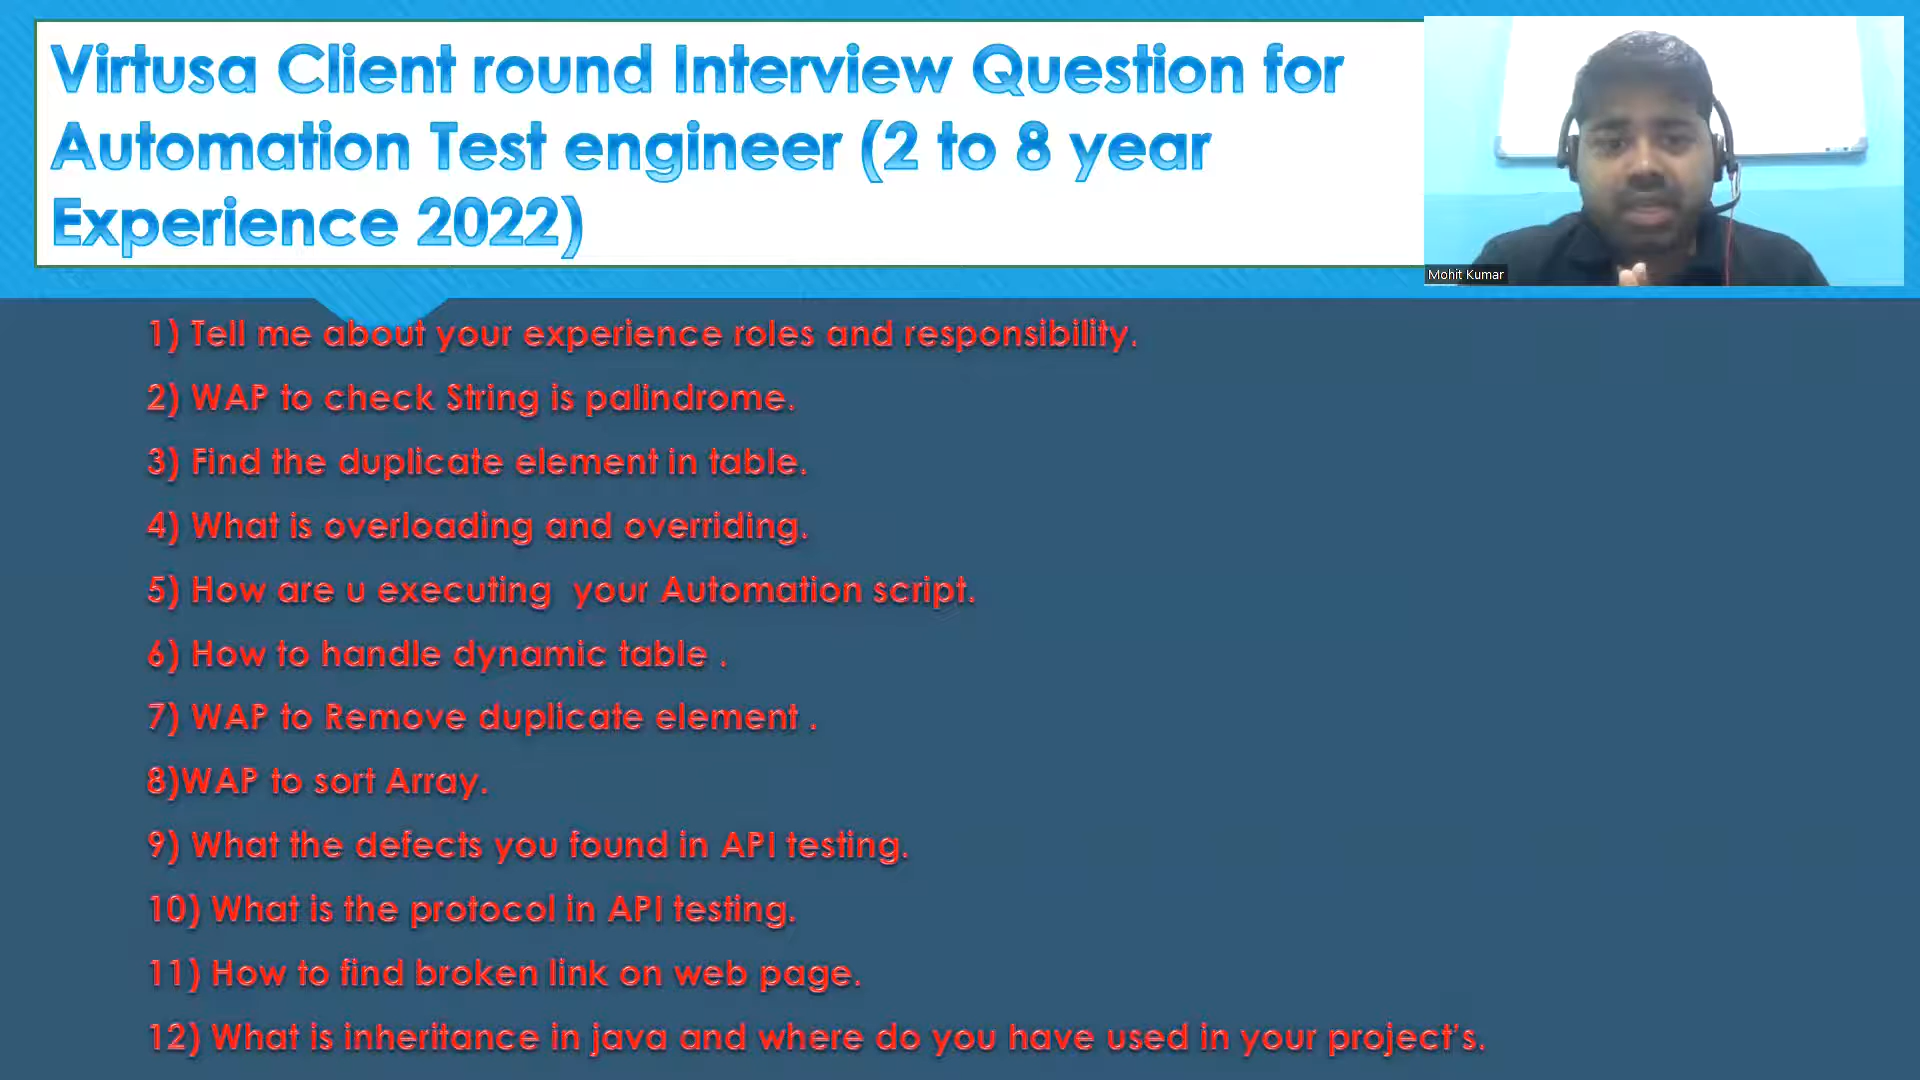 Virtusa Client round Interview Question for
Automation Test engineer (2 to 8 year
Experience 2022)
Mohit Kumar
1) Tell me about your experience roles and responsibility.
2) WAP to check String is palindrome.
3) Find the duplicate element in table.
4) What is overloading and overriding.
5) How are u executing  your Automation script.
6) How to handle dynamic table .
7) WAP to Remove duplicate element .
8)WAP to sort Array.
9) What the defects you found in API testing.
10) What is the protocol in API testing.
11) How to find broken link on web page.
12) What is inheritance in java and where do you have used in your project's.